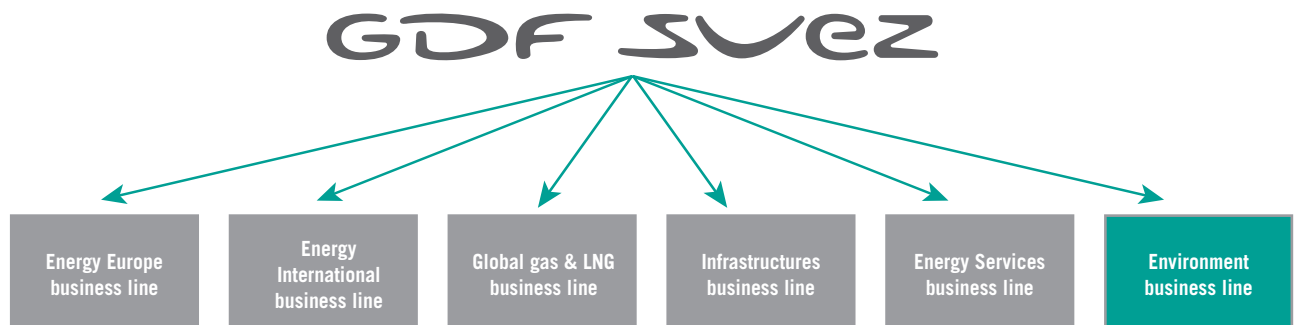 GDF SUEZ
Energy Europe
business line
Energy
International
business line
Global gas & LNG
business line
Infrastructures
business line
Energy Services
business line
Environment
business line